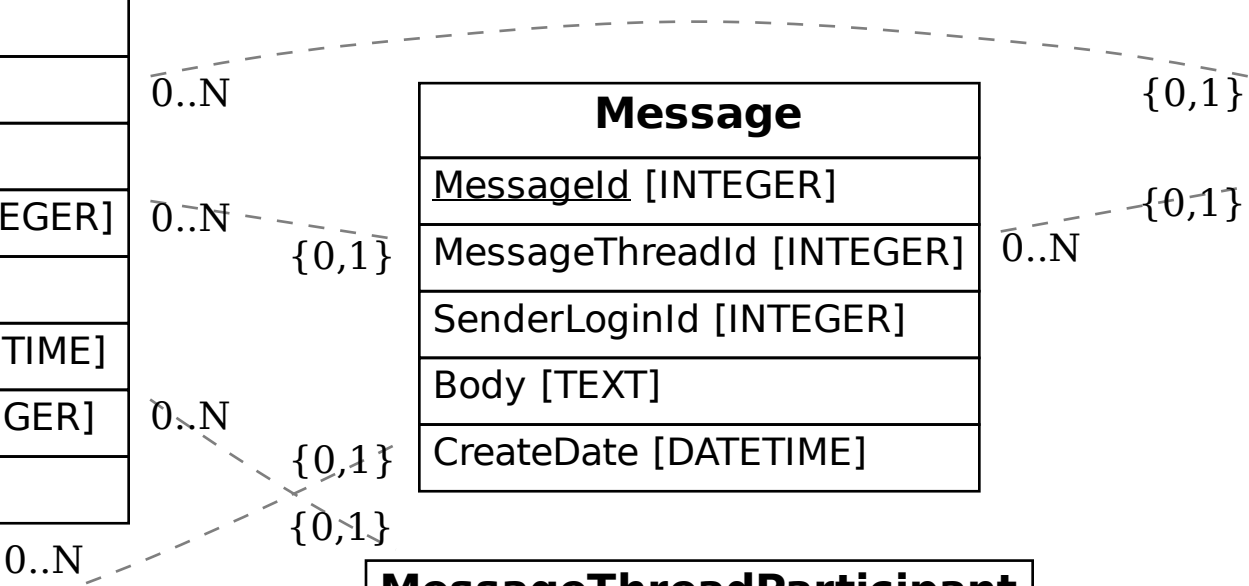 0..N
{0,1}
Message
MessageId [INTEGER]
EGER]
0..N
{0,1}
{0,1}
MessageThreadId [INTEGER]
0..N
SenderLoginId [INTEGER]
TIME]
Body [TEXT]
GER]
0..N
{0,1}
CreateDate [DATETIME]
{0,1}
0..N
MessageThreadParticipant